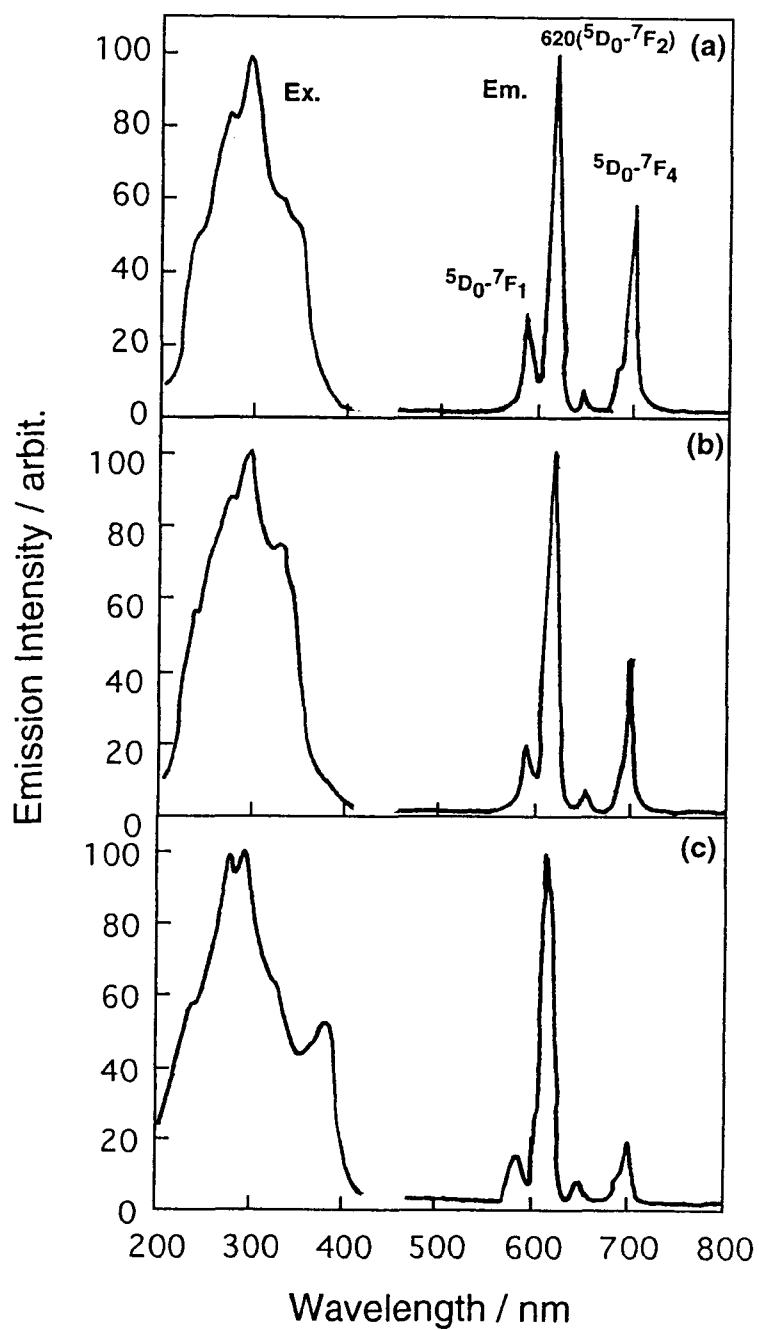 Emission Intensity / arbit.
100
80
60
40
20
0
Ex.
Em.
620(⁵D₀-⁷F₂)
(a)
⁵D₀-⁷F₄
⁵D₀-⁷F₁
100
80
60
40
20
0
(b)
100
80
60
40
20
0
(c)
200 300 400 500 600 700 800
Wavelength / nm